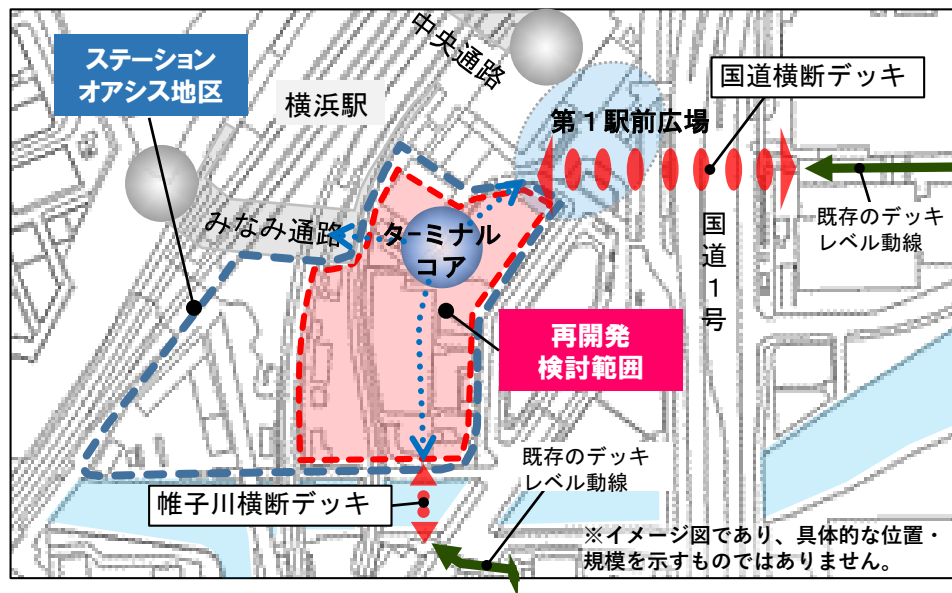 中央通路
ステーション
オアシス地区
横浜駅
国道横断デッキ
第１駅前広場
既存のデッキ
レベル動線
みなみ通路
ターミナル
コア
国道１号
再開発
検討範囲
既存のデッキ
レベル動線
帷子川横断デッキ
※イメージ図であり、具体的な位置・
規模を示すものではありません。